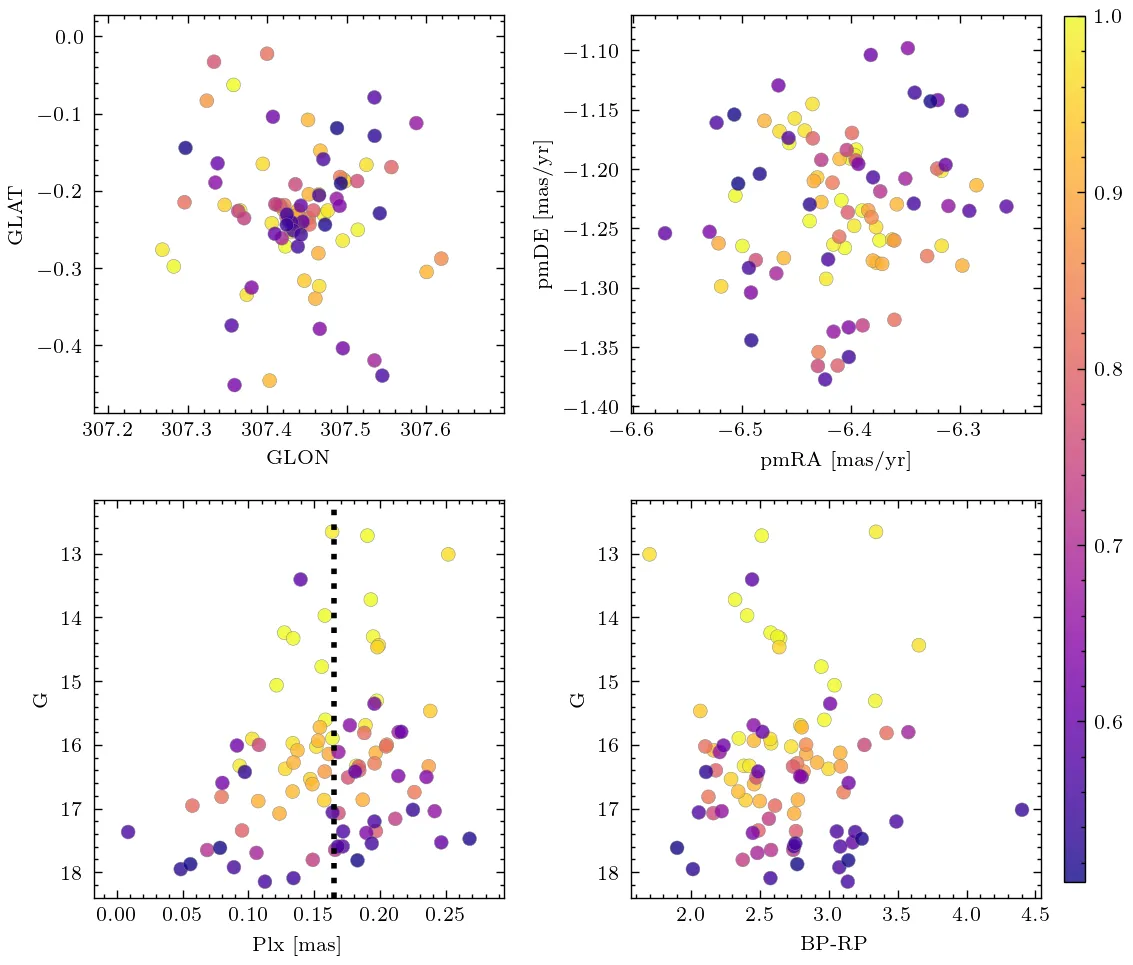 0.0
−0.1
−0.2
−0.3
−0.4
GLAT
307.2 307.3 307.4 307.5 307.6
GLON
−1.10
−1.15
−1.20
−1.25
−1.30
−1.35
−1.40
pmDE [mas/yr]
−6.6 −6.5 −6.4 −6.3
pmRA [mas/yr]
13
14
15
16
17
18
G
0.00 0.05 0.10 0.15 0.20 0.25
Plx [mas]
13
14
15
16
17
18
G
2.0 2.5 3.0 3.5 4.0 4.5
BP-RP
1.0
0.9
0.8
0.7
0.6